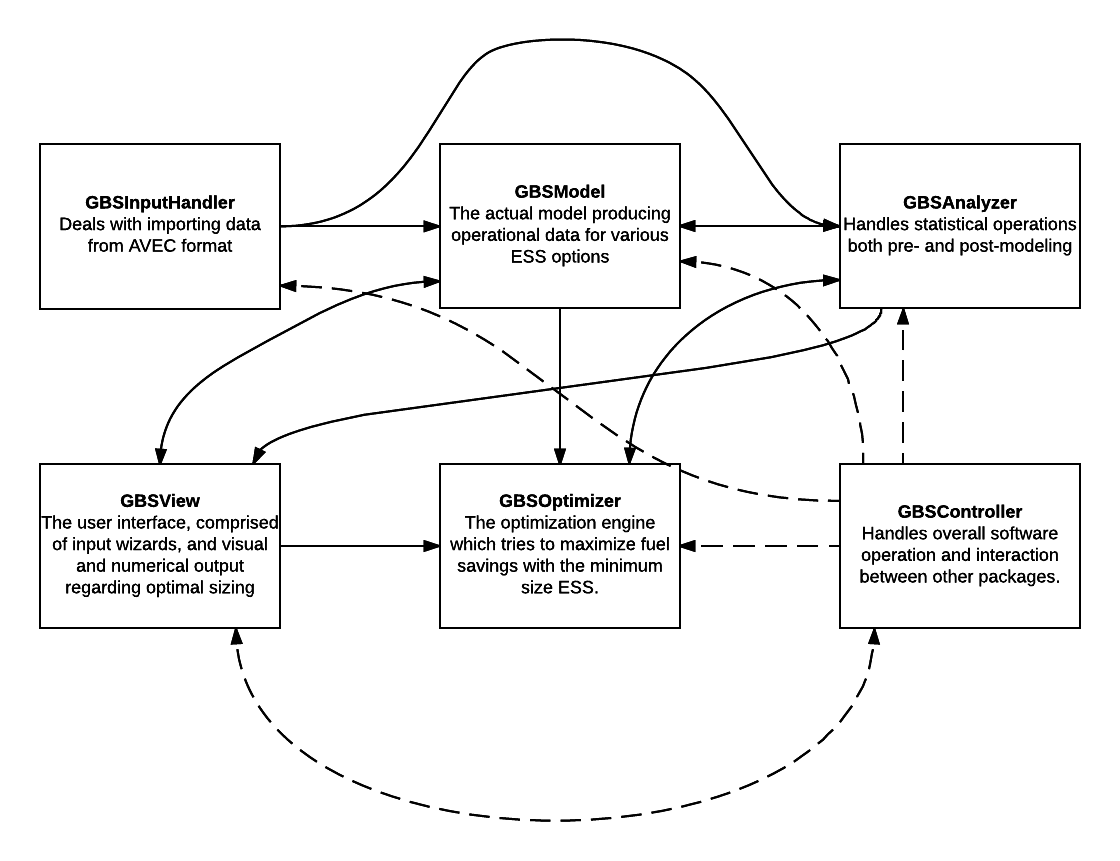 GBSInputHandler
Deals with importing data
from AVEC format
GBSModel
The actual model producing
operational data for various
ESS options
GBSAnalyzer
Handles statistical operations
both pre- and post-modeling
GBSView
The user interface, comprised
of input wizards, and visual
and numerical output
regarding optimal sizing
GBSOptimizer
The optimization engine
which tries to maximize fuel
savings with the minimum
size ESS.
GBSController
Handles overall software
operation and interaction
between other packages.